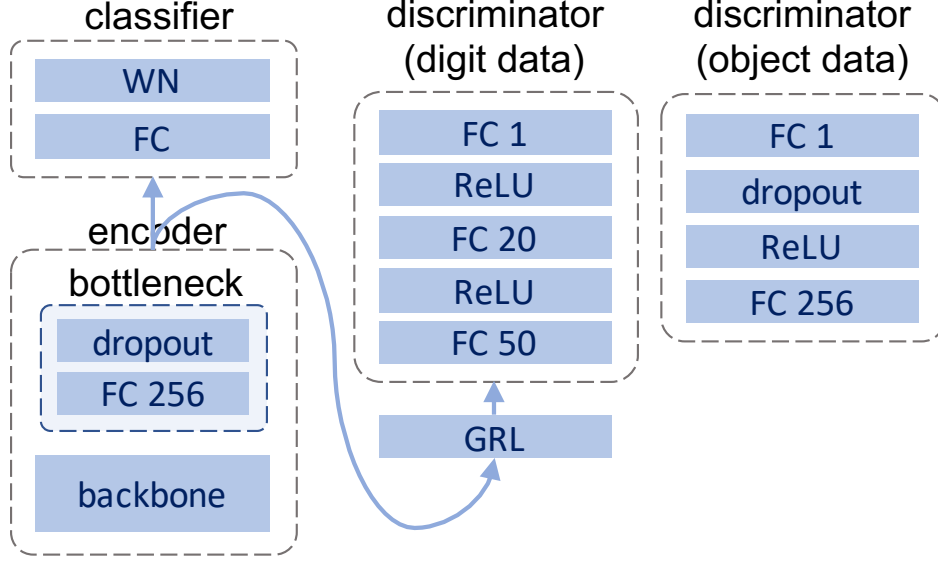 classifier
WN
FC
encoder
bottleneck
dropout
FC 256
backbone
discriminator
(digit data)
FC 1
ReLU
FC 20
ReLU
FC 50
GRL
discriminator
(object data)
FC 1
dropout
ReLU
FC 256